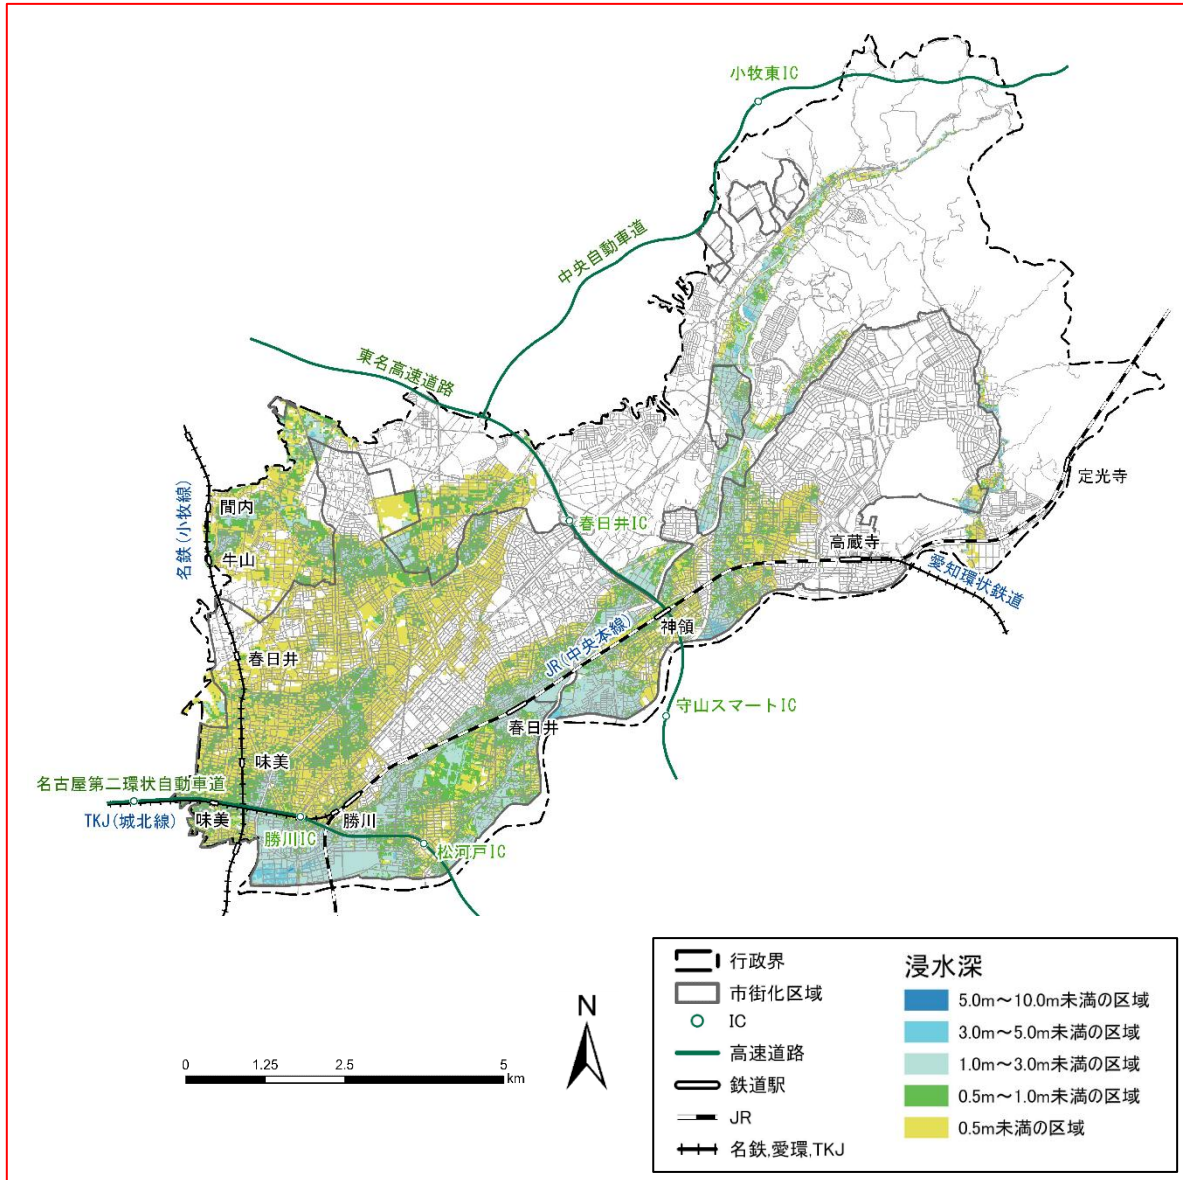 小牧東IC
中央自動車道
東名高速道路
名鉄(小牧線)
間内
牛山
春日井IC
定光寺
高蔵寺
愛知環状鉄道
神領
JR(中央本線)
春日井
守山スマートIC
春日井
味美
名古屋第二環状自動車道
TKJ(城北線)
味美
勝川IC
勝川
松河戸IC
N
0 1.25 2.5 5
km
行政界
市街化区域
IC
高速道路
鉄道駅
JR
名鉄,愛環,TKJ
浸水深
5.0m～10.0m未満の区域
3.0m～5.0m未満の区域
1.0m～3.0m未満の区域
0.5m～1.0m未満の区域
0.5m未満の区域